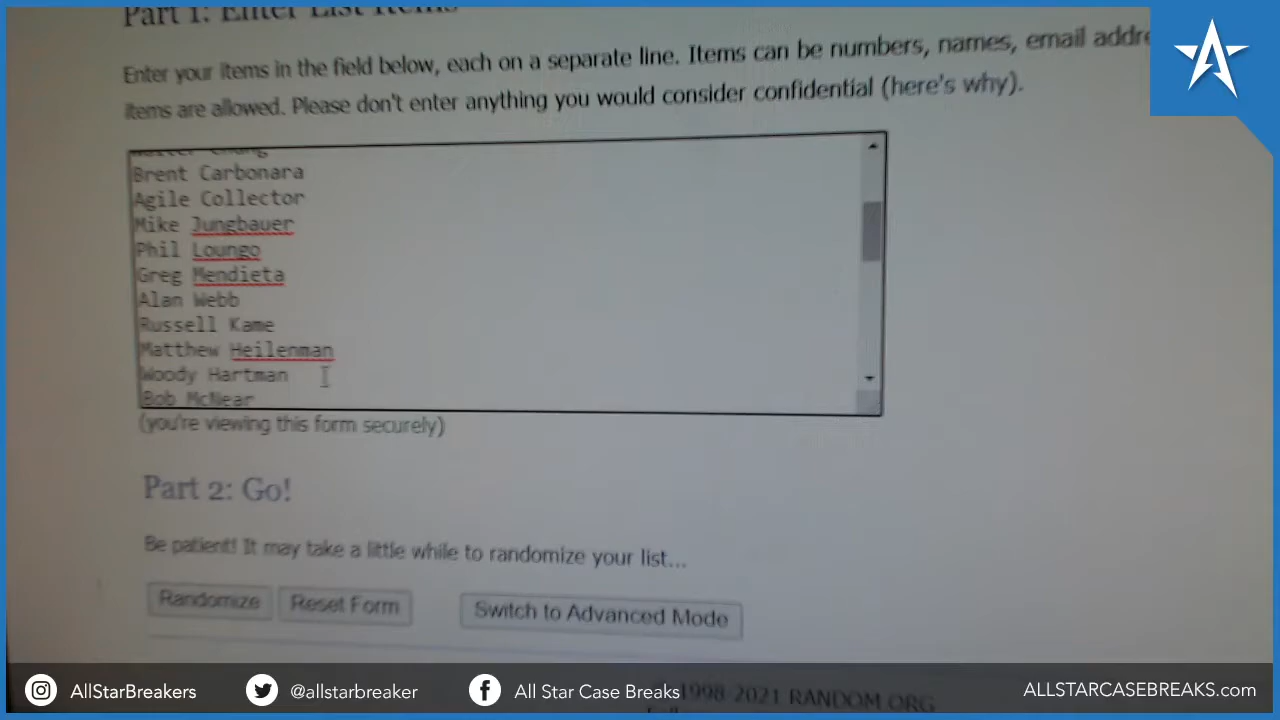 Part 1: Enter List Items
Enter your items in the field below, each on a separate line. Items can be numbers, names, email addre
items are allowed. Please don't enter anything you would consider confidential (here's why).
Brent Carbonara
Agile Collector
Mike Jungbauer
Phil Loungo
Greg Mendieta
Alan Webb
Russell Kame
Matthew Heilenman
Woody Hartman
Bob McNear
(you're viewing this form securely)
Part 2: Go!
Be patient! It may take a little while to randomize your list...
Randomize Reset Form Switch to Advanced Mode
1998-2021 RANDOM.ORG
AllStarBreakers @allstarbreaker All Star Case Breaks ALLSTARCASEBREAKS.com